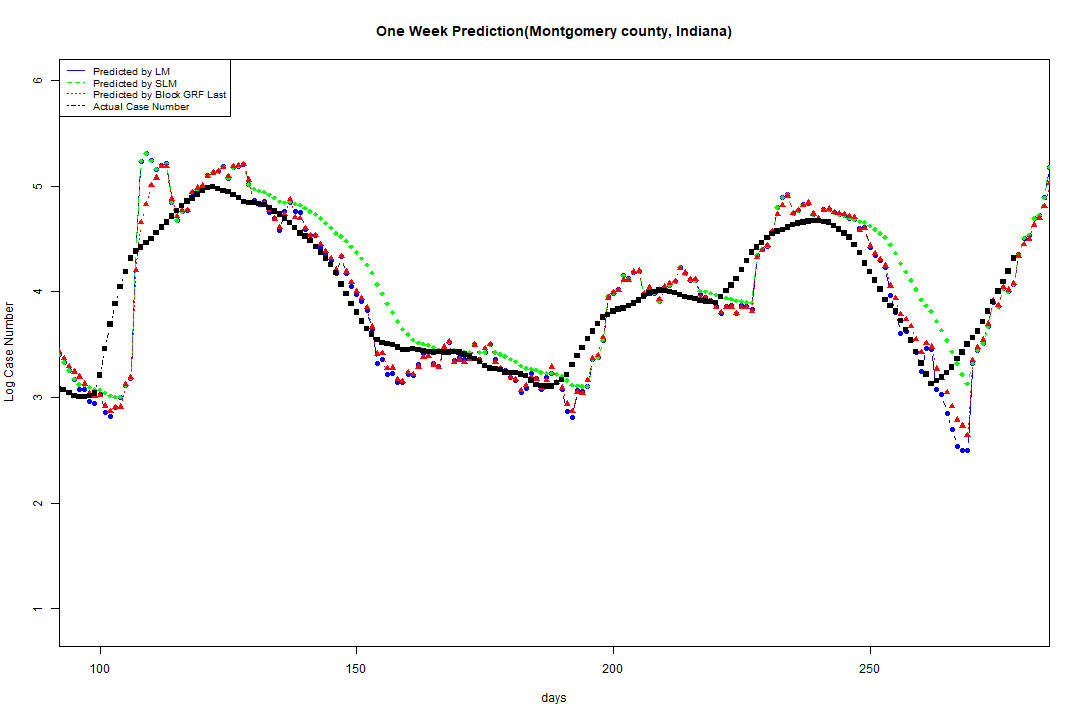 One Week Prediction(Montgomery county, Indiana)
Predicted by LM
Predicted by SLM
Predicted by Block GRF Last
Actual Case Number
6
5
4
3
2
1
Log Case Number
100
150
200
250
days